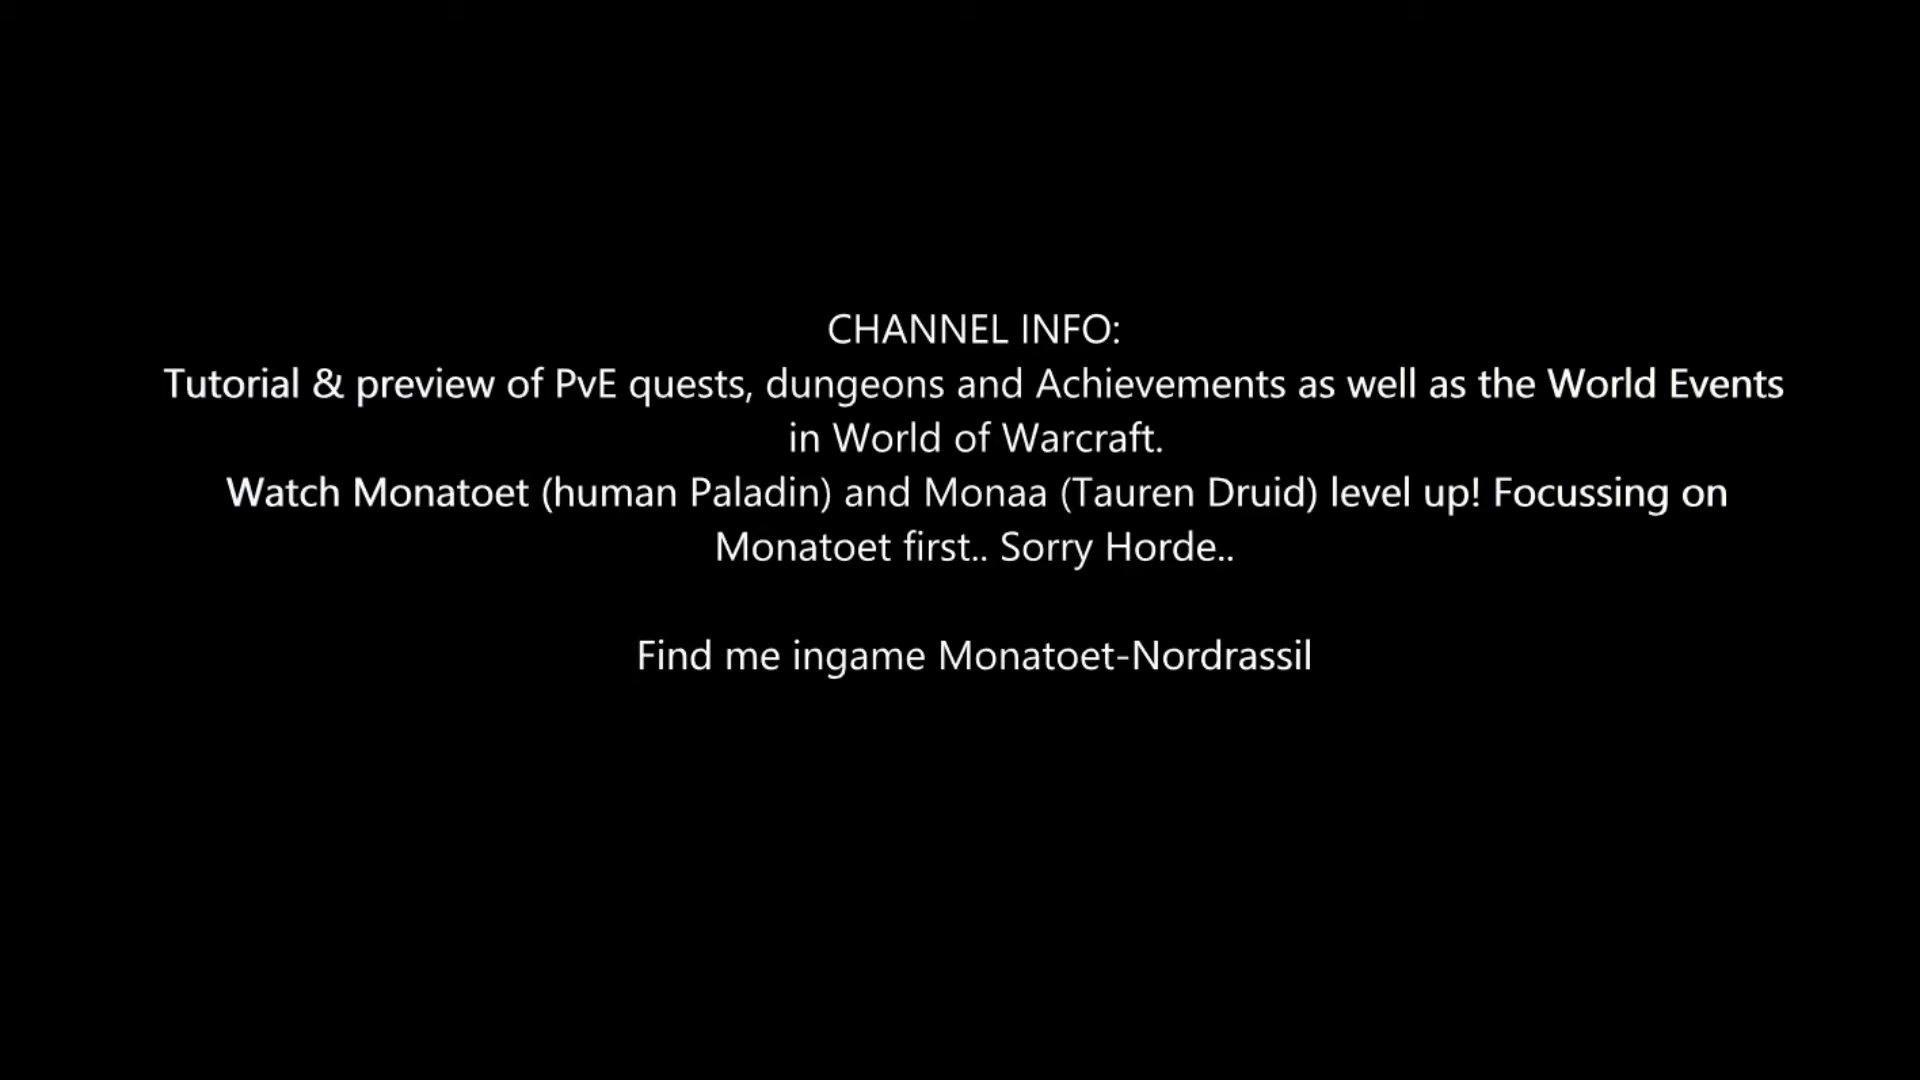 CHANNEL INFO:
Tutorial & preview of PvE quests, dungeons and Achievements as well as the World Events
in World of Warcraft.
Watch Monatoet (human Paladin) and Monaa (Tauren Druid) level up! Focussing on
Monatoet first.. Sorry Horde..
Find me ingame Monatoet-Nordrassil